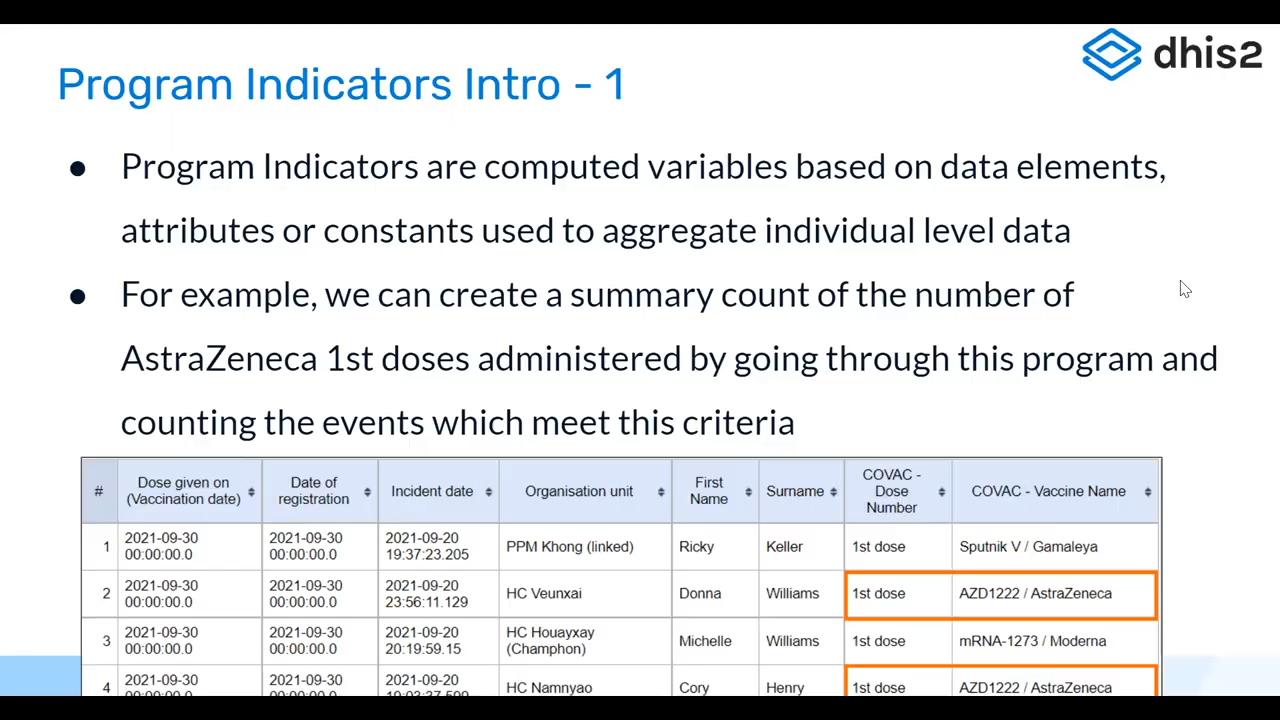 dhis2
Program Indicators Intro - 1
● Program Indicators are computed variables based on data elements,
attributes or constants used to aggregate individual level data
● For example, we can create a summary count of the number of
AstraZeneca 1st doses administered by going through this program and
counting the events which meet this criteria
# Dose given on (Vaccination date) Date of registration Incident date Organisation unit First Name Surname COVAC - Dose Number COVAC - Vaccine Name
1 2021-09-30 00:00:00.0 2021-09-30 00:00:00.0 2021-09-20 19:37:23.205 PPM Khong (linked) Ricky Keller 1st dose Sputnik V / Gamaleya
2 2021-09-30 00:00:00.0 2021-09-30 00:00:00.0 2021-09-20 23:56:11.129 HC Veunxai Donna Williams 1st dose AZD1222 / AstraZeneca
3 2021-09-30 00:00:00.0 2021-09-30 00:00:00.0 2021-09-20 20:19:59.15 HC Houayxay (Champhon) Michelle Williams 1st dose mRNA-1273 / Moderna
4 2021-09-30 2021-09-30 2021-09-20 HC Namnyao Cory Henry 1st dose AZD1222 / AstraZeneca